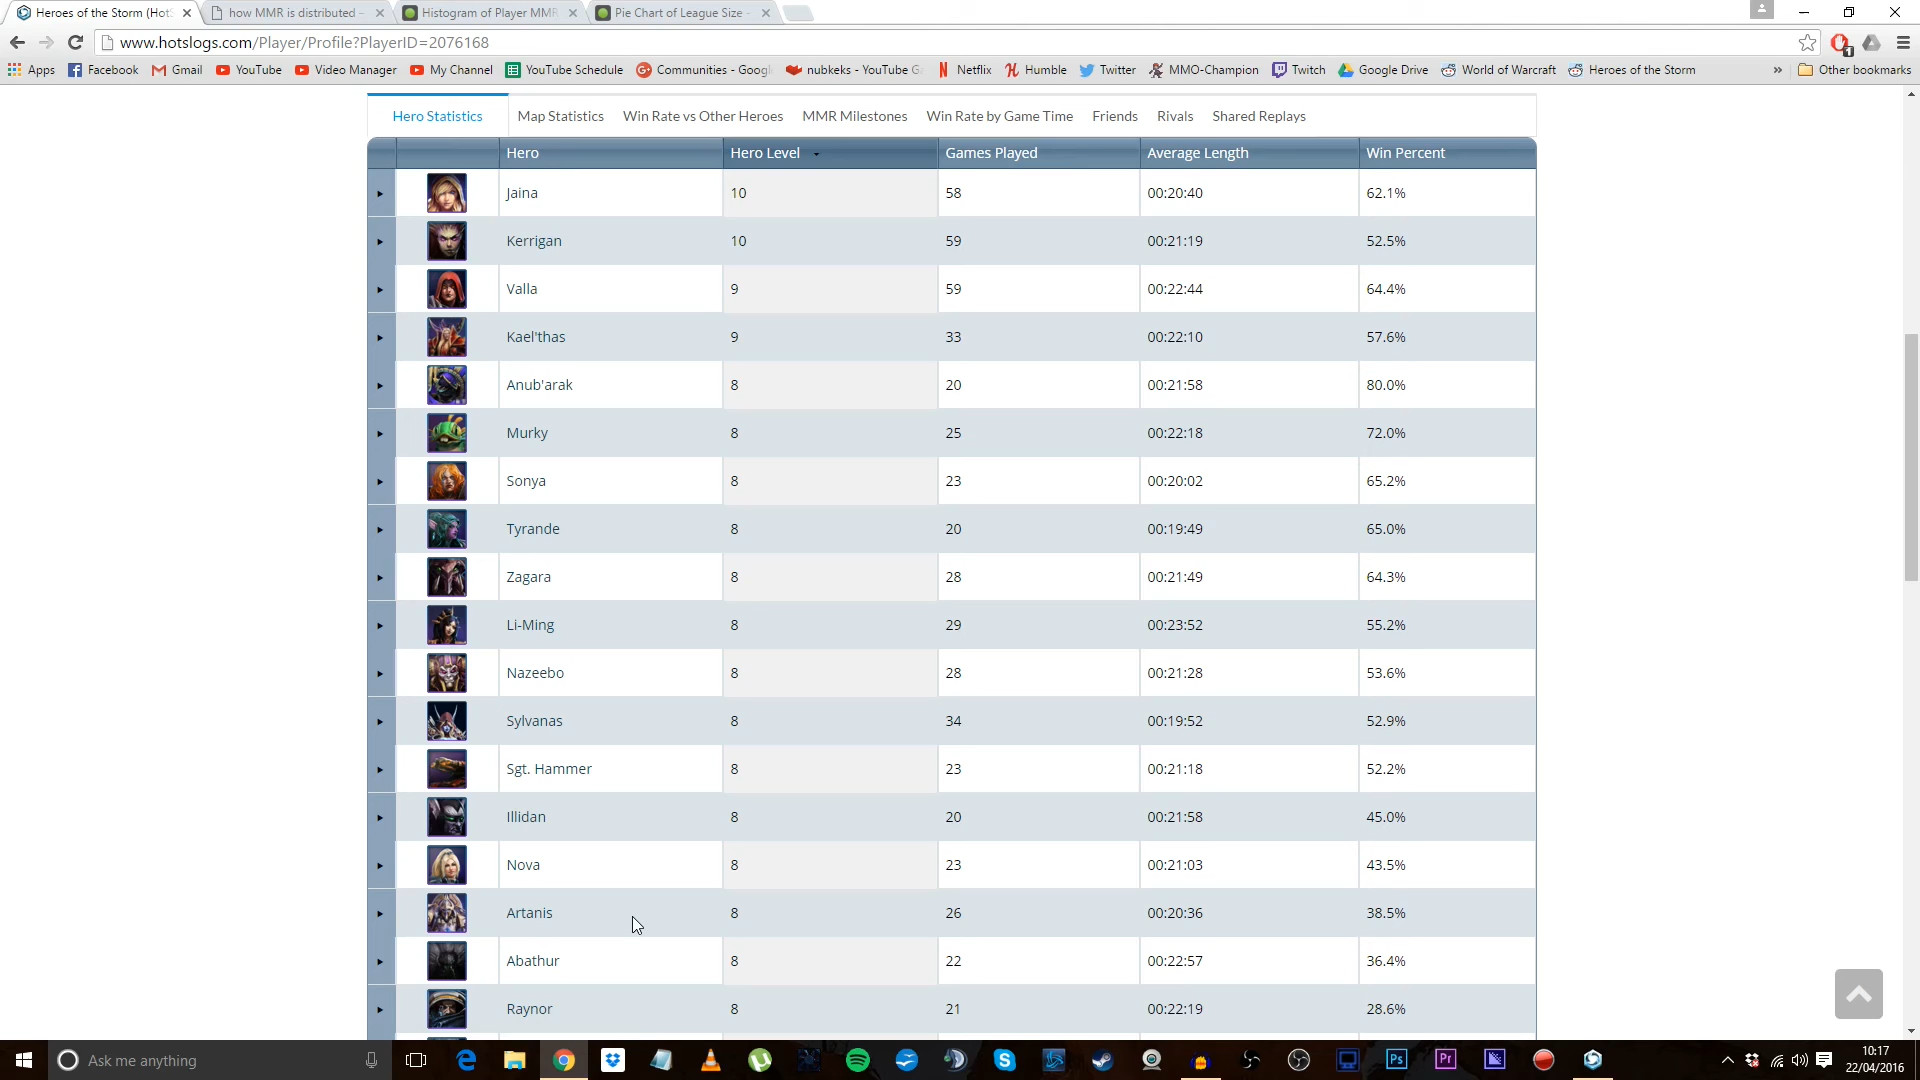 Heroes of the Storm (HotS
how MMR is distributed –
Histogram of Player MMR
Pie Chart of League Size -
www.hotslogs.com/Player/Profile?PlayerID=2076168
1
Apps Facebook Gmail YouTube Video Manager My Channel YouTube Schedule Communities - Googl nubkeks - YouTube G Netflix Humble Twitter MMO-Champion Twitch Google Drive World of Warcraft Heroes of the Storm » Other bookmarks
Hero Statistics Map Statistics Win Rate vs Other Heroes MMR Milestones Win Rate by Game Time Friends Rivals Shared Replays
Hero Hero Level Games Played Average Length Win Percent
Jaina 10 58 00:20:40 62.1%
Kerrigan 10 59 00:21:19 52.5%
Valla 9 59 00:22:44 64.4%
Kael'thas 9 33 00:22:10 57.6%
Anub'arak 8 20 00:21:58 80.0%
Murky 8 25 00:22:18 72.0%
Sonya 8 23 00:20:02 65.2%
Tyrande 8 20 00:19:49 65.0%
Zagara 8 28 00:21:49 64.3%
Li-Ming 8 29 00:23:52 55.2%
Nazeebo 8 28 00:21:28 53.6%
Sylvanas 8 34 00:19:52 52.9%
Sgt. Hammer 8 23 00:21:18 52.2%
Illidan 8 20 00:21:58 45.0%
Nova 8 23 00:21:03 43.5%
Artanis 8 26 00:20:36 38.5%
Abathur 8 22 00:22:57 36.4%
Raynor 8 21 00:22:19 28.6%
Ask me anything
Ps
Pr
10:17
22/04/2016